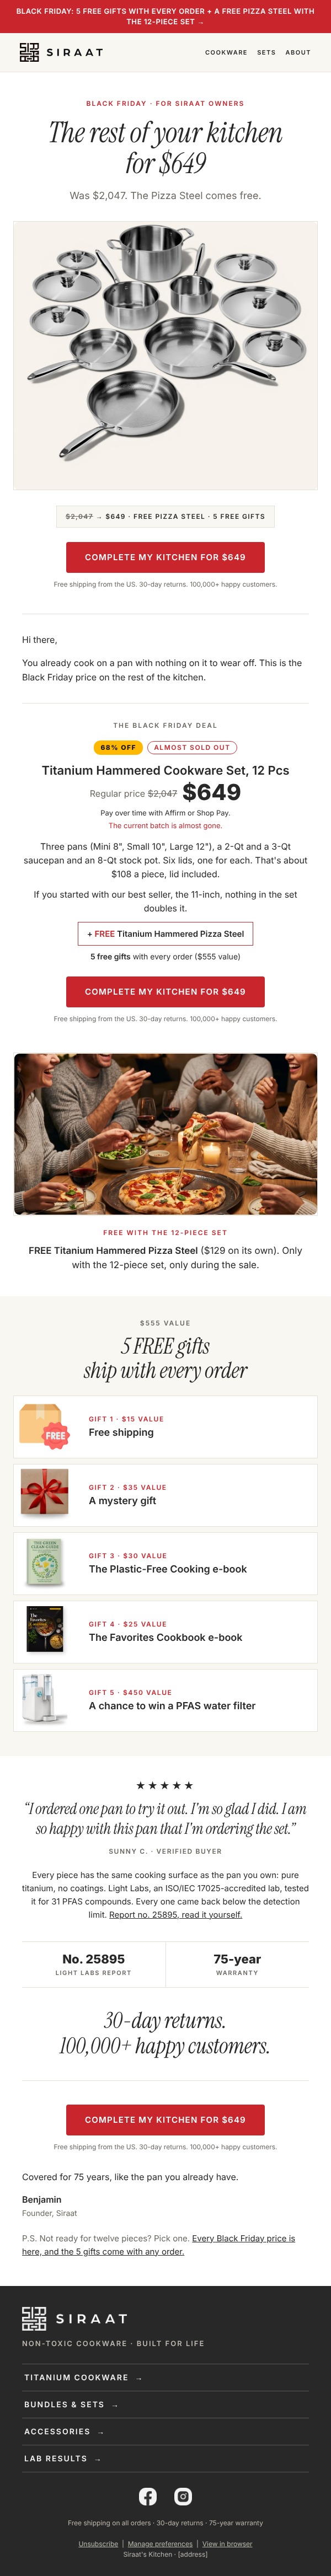 BLACK FRIDAY: 5 FREE GIFTS WITH EVERY ORDER + A FREE PIZZA STEEL WITH
THE 12-PIECE SET →
SIRAAT
COOKWARE SETS ABOUT
BLACK FRIDAY · FOR SIRAAT OWNERS
The rest of your kitchen
for $649
Was $2,047. The Pizza Steel comes free.
$2,047 → $649 · FREE PIZZA STEEL · 5 FREE GIFTS
COMPLETE MY KITCHEN FOR $649
Free shipping from the US. 30-day returns. 100,000+ happy customers.
Hi there,
You already cook on a pan with nothing on it to wear off. This is the
Black Friday price on the rest of the kitchen.
THE BLACK FRIDAY DEAL
68% OFF
ALMOST SOLD OUT
Titanium Hammered Cookware Set, 12 Pcs
Regular price $2,047 $649
Pay over time with Affirm or Shop Pay.
The current batch is almost gone.
Three pans (Mini 8", Small 10", Large 12"), a 2-Qt and a 3-Qt
saucepan and an 8-Qt stock pot. Six lids, one for each. That's about
$108 a piece, lid included.
If you started with our best seller, the 11-inch, nothing in the set
doubles it.
+ FREE Titanium Hammered Pizza Steel
5 free gifts with every order ($555 value)
COMPLETE MY KITCHEN FOR $649
Free shipping from the US. 30-day returns. 100,000+ happy customers.
FREE WITH THE 12-PIECE SET
FREE Titanium Hammered Pizza Steel ($129 on its own). Only
with the 12-piece set, only during the sale.
$555 VALUE
5 FREE gifts
ship with every order
FREE
GIFT 1 · $15 VALUE
Free shipping
GIFT 2 · $35 VALUE
A mystery gift
GIFT 3 · $30 VALUE
The Plastic-Free Cooking e-book
GIFT 4 · $25 VALUE
The Favorites Cookbook e-book
GIFT 5 · $450 VALUE
A chance to win a PFAS water filter
★★★★★
“I ordered one pan to try it out. I'm so glad I did. I am
so happy with this pan that I'm ordering the set.”
SUNNY C. · VERIFIED BUYER
Every piece has the same cooking surface as the pan you own: pure
titanium, no coatings. Light Labs, an ISO/IEC 17025-accredited lab, tested
it for 31 PFAS compounds. Every one came back below the detection
limit. Report no. 25895, read it yourself.
No. 25895
LIGHT LABS REPORT
75-year
WARRANTY
30-day returns.
100,000+ happy customers.
COMPLETE MY KITCHEN FOR $649
Free shipping from the US. 30-day returns. 100,000+ happy customers.
Covered for 75 years, like the pan you already have.
Benjamin
Founder, Siraat
P.S. Not ready for twelve pieces? Pick one. Every Black Friday price is
here, and the 5 gifts come with any order.
SIRAAT
NON-TOXIC COOKWARE · BUILT FOR LIFE
TITANIUM COOKWARE →
BUNDLES & SETS →
ACCESSORIES →
LAB RESULTS →
Free shipping on all orders · 30-day returns · 75-year warranty
Unsubscribe | Manage preferences | View in browser
Siraat's Kitchen · [address]